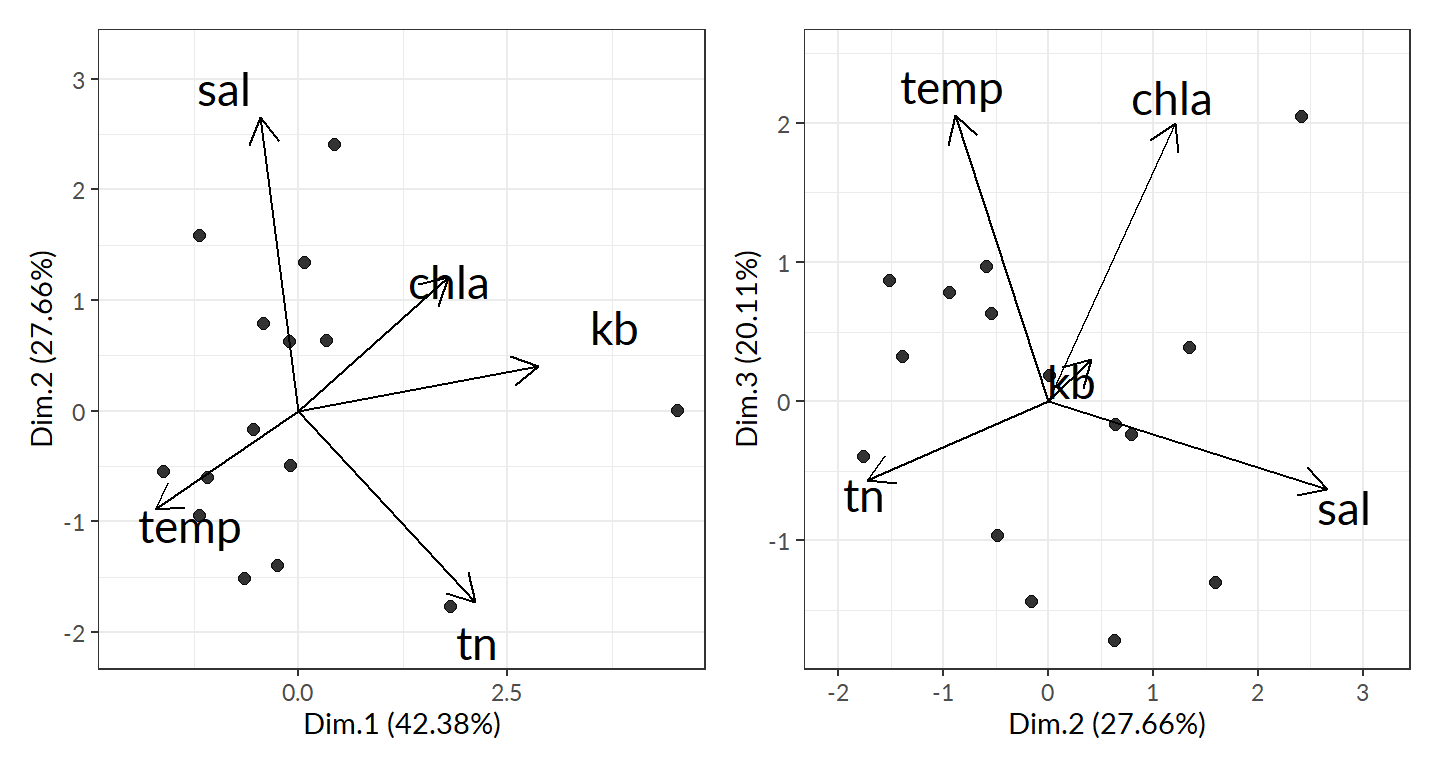 3
2
1
0
-1
-2
Dim.2 (27.66%)
sal
chla
kb
temp
tn
0.0
2.5
Dim.1 (42.38%)
2
1
0
-1
Dim.3 (20.11%)
temp
chla
kb
tn
sal
-2
-1
0
1
2
3
Dim.2 (27.66%)